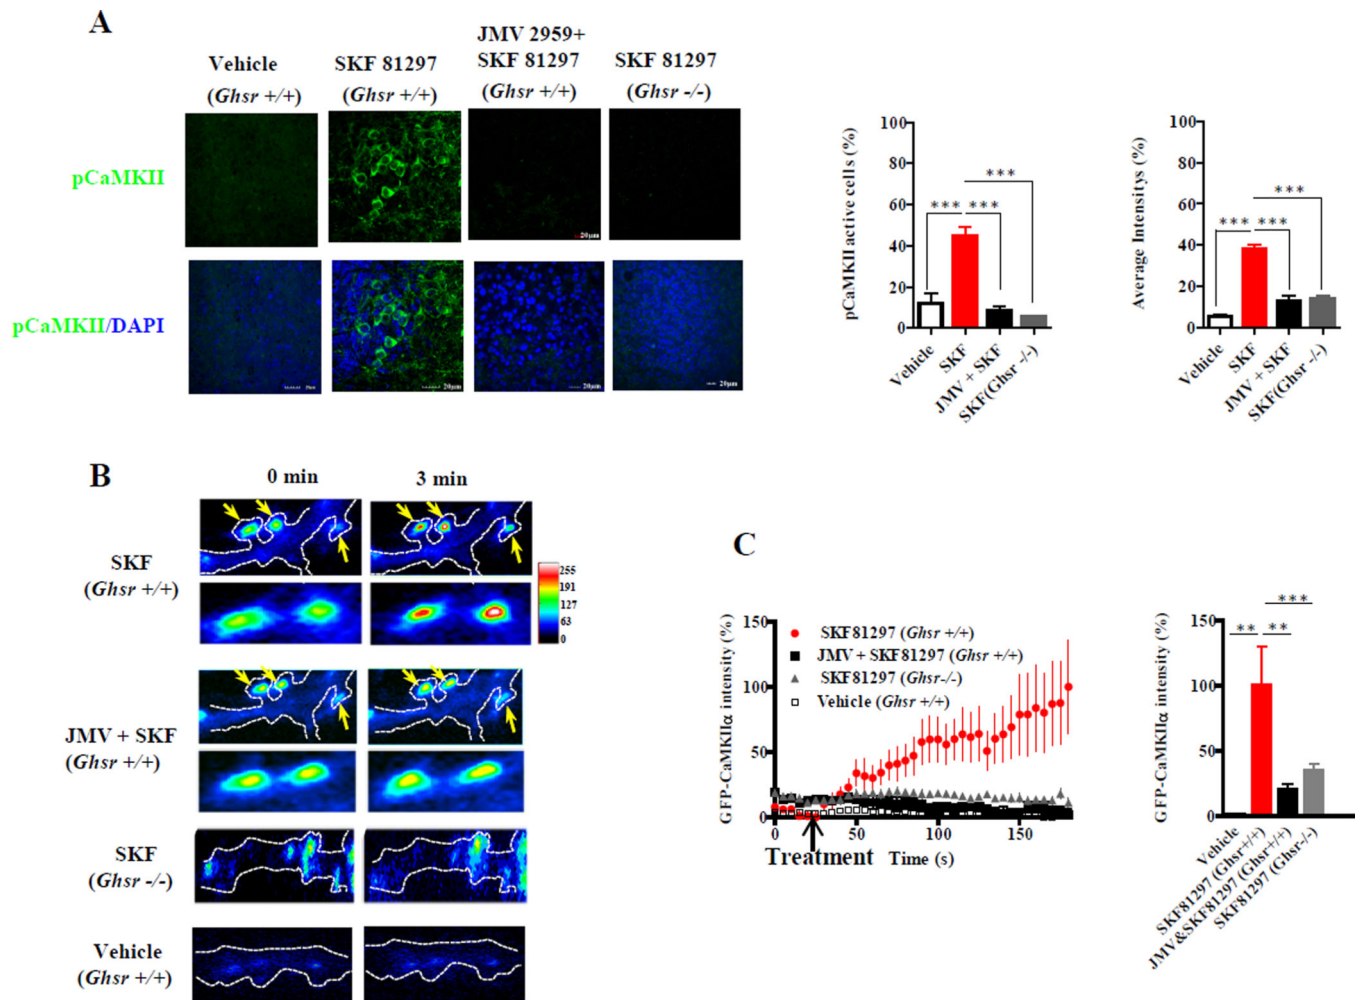 A
Vehicle
(Ghsr +/+)
SKF 81297
(Ghsr +/+)
JMV 2959+
SKF 81297
(Ghsr +/+)
SKF 81297
(Ghsr -/-)
pCaMKII
20μm
pCaMKII/DAPI
20μm
20μm
20μm
pCaMKII active cells (%)
100
80
60
40
20
0
***
*** ***
Vehicle
SKF
JMV + SKF
SKF(Ghsr -/-)
Average Intensitys (%)
100
80
60
40
20
0
***
*** ***
Vehicle
SKF
JMV + SKF
SKF(Ghsr -/-)
B
0 min
3 min
SKF
(Ghsr +/+)
255
191
127
63
0
JMV + SKF
(Ghsr +/+)
SKF
(Ghsr -/-)
Vehicle
(Ghsr +/+)
C
GFP-CaMKIIα intensity (%)
150
100
50
0
SKF81297 (Ghsr +/+)
JMV + SKF81297 (Ghsr +/+)
SKF81297 (Ghsr-/-)
Vehicle (Ghsr +/+)
0 50 100 150
Treatment Time (s)
GFP-CaMKIIα intensity (%)
150
100
50
0
***
** **
Vehicle
SKF81297 (Ghsr+/+)
JMV&SKF81297 (Ghsr+/+)
SKF81297 (Ghsr-/-)